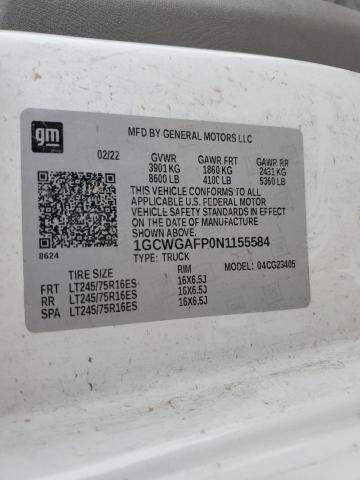 gm
MFD BY GENERAL MOTORS LLC
02/22 GVWR GAWR FRT GAWR RR
3901 KG 1860 KG 2431 KG
8600 LB 4100 LB 5360 LB
THIS VEHICLE CONFORMS TO ALL
APPLICABLE U.S. FEDERAL MOTOR
VEHICLE SAFETY AND BUMPER STANDARDS IN EFFECT
ON THE DATE OF MANUFACTURE
SHOWN ABOVE.
1GCWGAFP0N1155584
8624 TYPE: TRUCK
MODEL: 04CG23405
TIRE SIZE RIM
FRT LT245/75R16ES 16X6.5J
RR LT245/75R16ES 16X6.5J
SPA LT245/75R16ES 16X6.5J